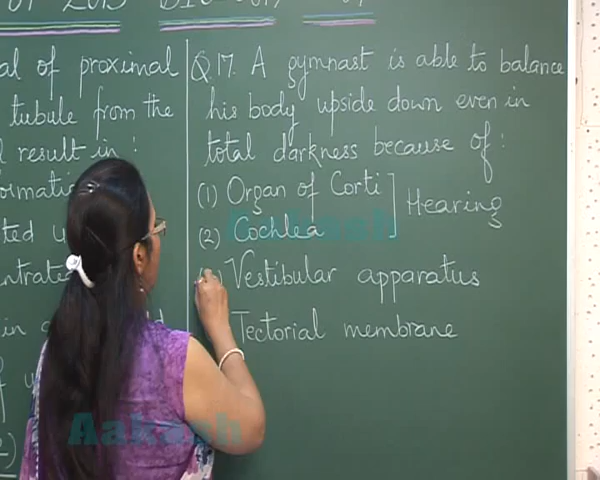 al of proximal
tubule from the
result in :
Q.17. A gymnast is able to balance
his body upside down even in
total darkness because of :
(1) Organ of Corti
(2) Cochlea
Hearing
Vestibular apparatus
Tectorial membrane
Aakash
Aakash